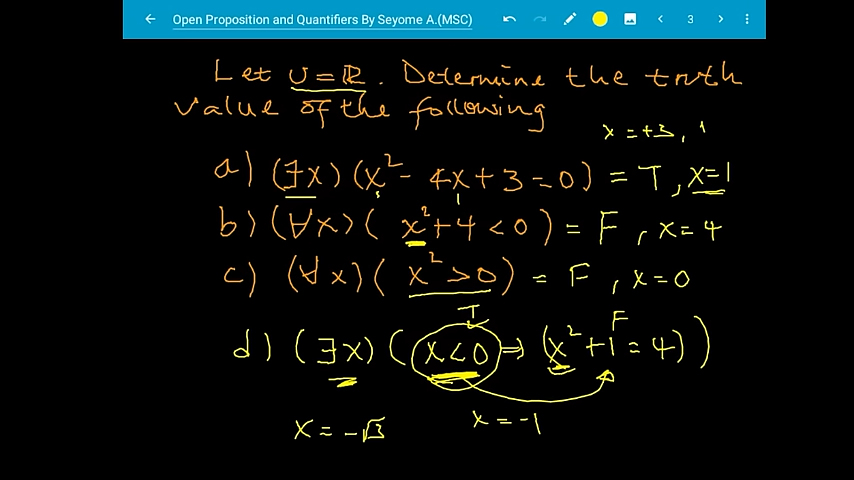 Open Proposition and Quantifiers By Seyome A.(MSC)
3
Let U = ℝ. Determine the truth
value of the following
x = +3, 1
a) (∃x)(x² - 4x + 3 = 0) = T, x=1
b) (∀x)(x² + 4 < 0) = F, x = 4
c) (∀x)(x² > 0) = F, x = 0
T F
d) (∃x)(x<0 ⇒ (x² + 1 = 4))
x = -√3 x = -1